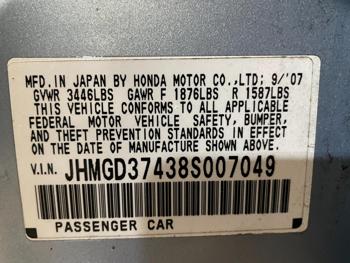 MFD. IN JAPAN BY HONDA MOTOR CO.,LTD; 9/'07
GVWR 3446LBS GAWR F 1876LBS R 1587LBS
THIS VEHICLE CONFORMS TO ALL APPLICABLE
FEDERAL MOTOR VEHICLE SAFETY, BUMPER,
AND THEFT PREVENTION STANDARDS IN EFFECT
ON THE DATE OF MANUFACTURE SHOWN ABOVE.
V.I.N. JHMGD37438S007049
PASSENGER CAR